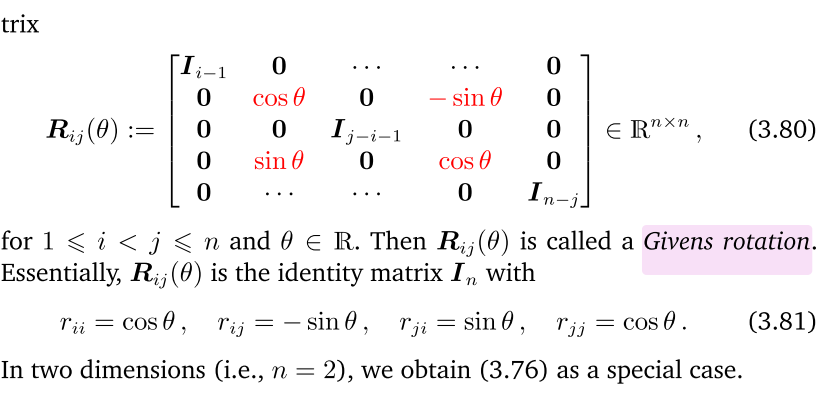 trix
I_{i−1} 0 ⋯ ⋯ 0
0 cos θ 0 − sin θ 0
R_{ij}(θ) := 0 0 I_{j−i−1} 0 0 ∈ ℝ^{n×n} , (3.80)
0 sin θ 0 cos θ 0
0 ⋯ ⋯ 0 I_{n−j}
for 1 ⩽ i < j ⩽ n and θ ∈ ℝ. Then R_{ij}(θ) is called a Givens rotation.
Essentially, R_{ij}(θ) is the identity matrix I_n with
r_{ii} = cos θ , r_{ij} = − sin θ , r_{ji} = sin θ , r_{jj} = cos θ . (3.81)
In two dimensions (i.e., n = 2), we obtain (3.76) as a special case.